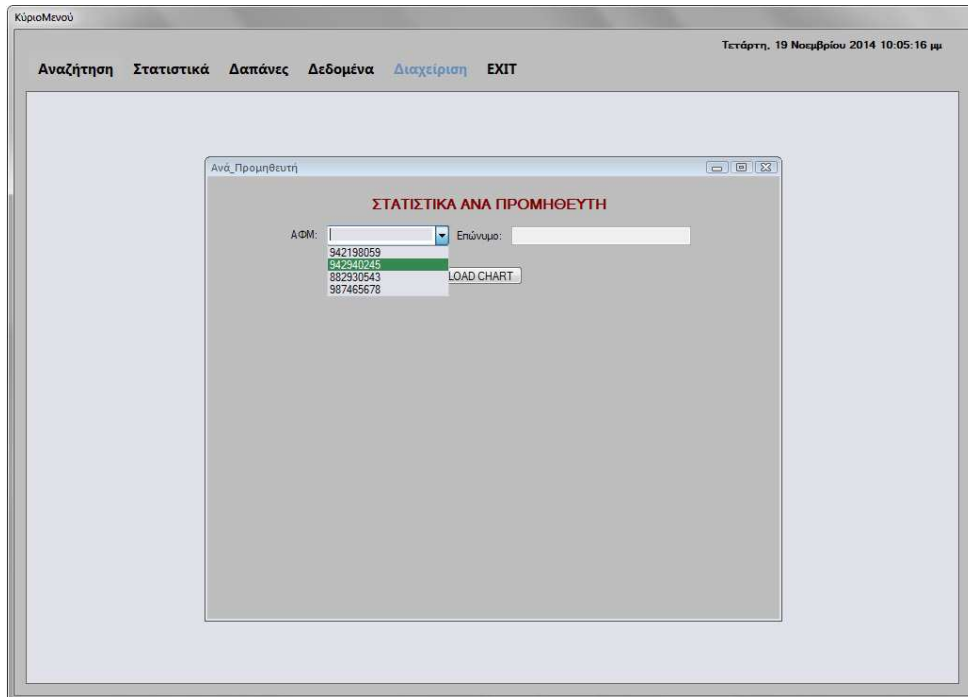 ΚύριοΜενού
Τετάρτη, 19 Νοεμβρίου 2014 10:05:16 μμ
Αναζήτηση Στατιστικά Δαπάνες Δεδομένα Διαχείριση EXIT
Ανά_Προμηθευτή
ΣΤΑΤΙΣΤΙΚΑ ΑΝΑ ΠΡΟΜΗΘΕΥΤΗ
ΑΦΜ: Επώνυμο:
942198059
942940245
882930543 LOAD CHART
987465678